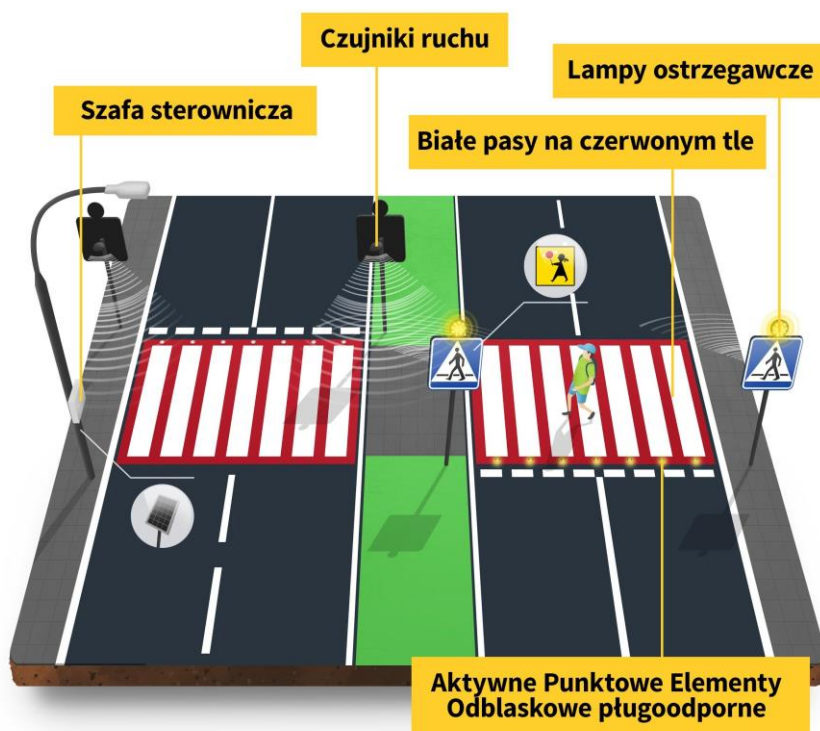 Czujniki ruchu
Lampy ostrzegawcze
Szafa sterownicza
Białe pasy na czerwonym tle
Aktywne Punktowe Elementy
Odblaskowe pługoodporne